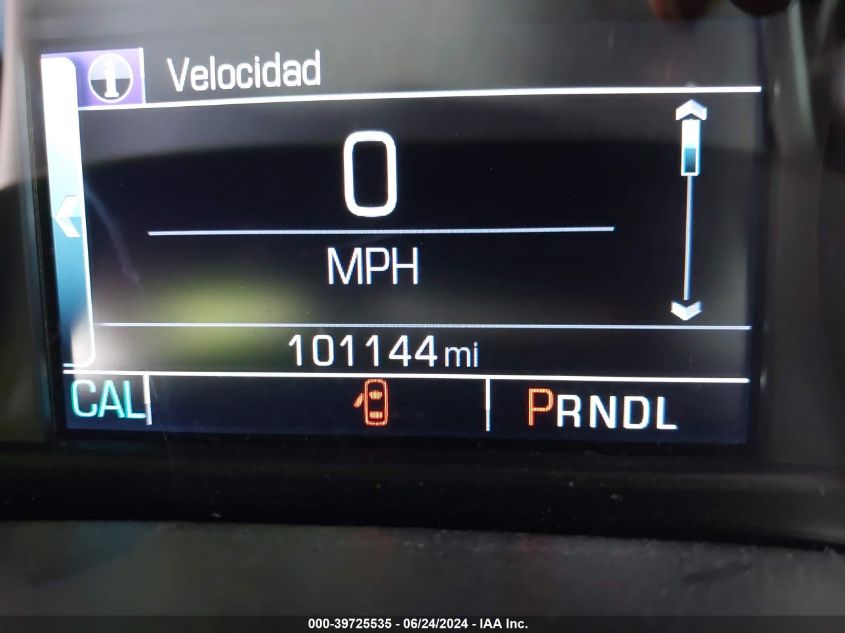 Velocidad
0
MPH
101144 mi
CAL PRNDL
000-39725535 - 06/24/2024 - IAA Inc.